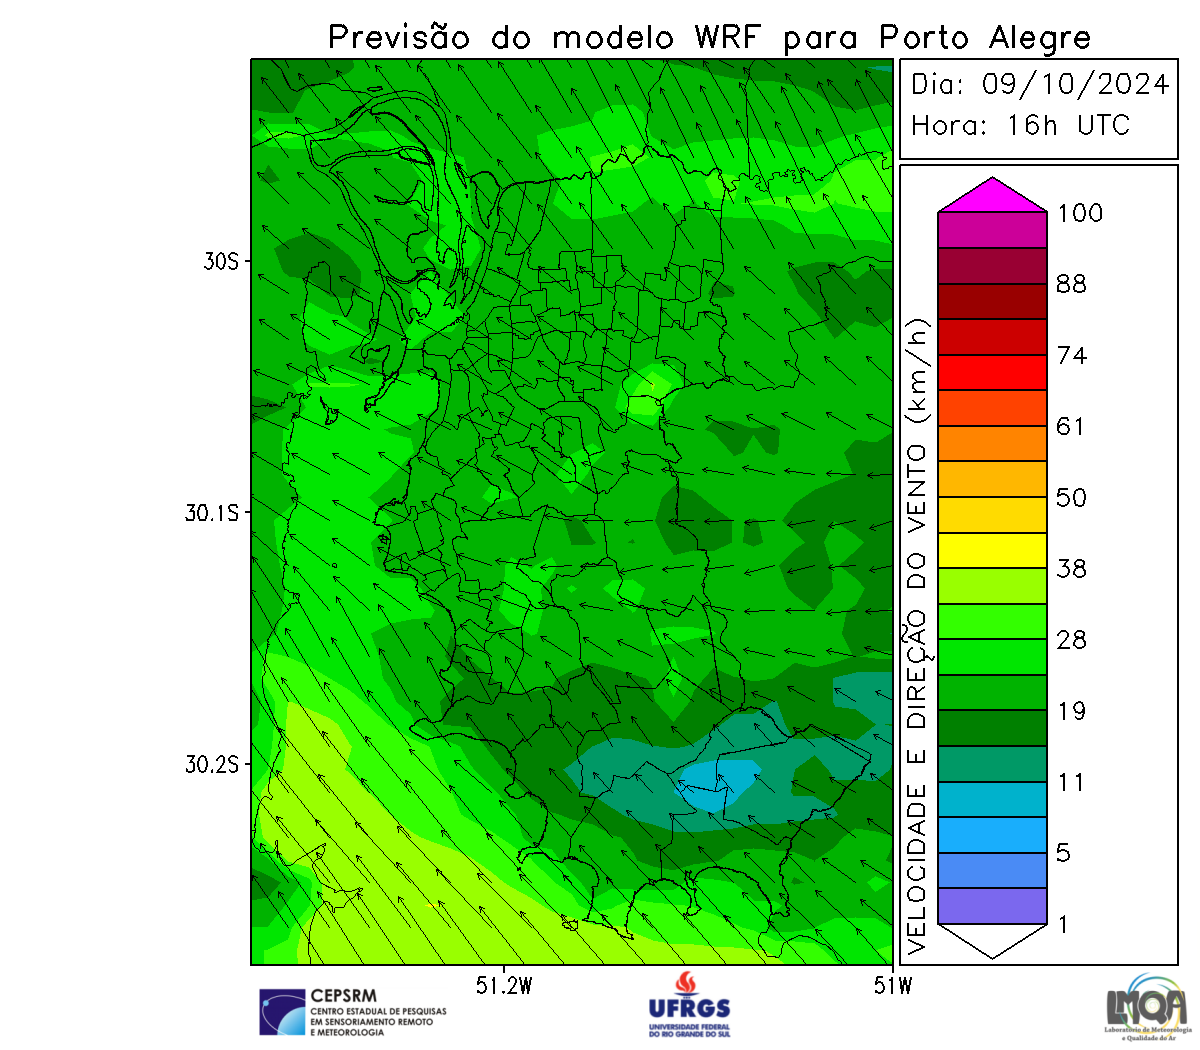 Previsão do modelo WRF para Porto Alegre
Dia: 09/10/2024
Hora: 16h UTC
100
88
74
61
50
38
28
19
11
5
1
VELOCIDADE E DIREÇÃO DO VENTO (km/h)
30S
30.1S
30.2S
51.2W
51W
CEPSRM
CENTRO ESTADUAL DE PESQUISAS
EM SENSORIAMENTO REMOTO
E METEOROLOGIA
UFRGS
UNIVERSIDADE FEDERAL
DO RIO GRANDE DO SUL
LMQA
Laboratório de Meteorologia
e Qualidade do Ar